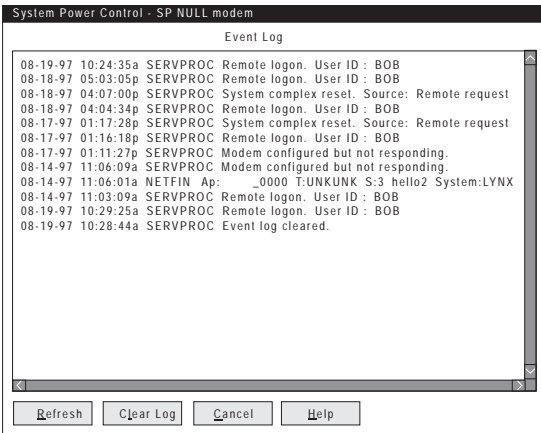 System Power Control - SP NULL modem
Event Log
08-19-97 10:24:35a SERVPROC Remote logon. User ID : BOB
08-18-97 05:03:05p SERVPROC Remote logon. User ID : BOB
08-18-97 04:07:00p SERVPROC System complex reset. Source: Remote request
08-18-97 04:04:34p SERVPROC Remote logon. User ID : BOB
08-17-97 01:17:28p SERVPROC System complex reset. Source: Remote request
08-17-97 01:16:18p SERVPROC Remote logon. User ID : BOB
08-17-97 01:11:27p SERVPROC Modem configured but not responding.
08-14-97 11:06:09a SERVPROC Modem configured but not responding.
08-14-97 11:06:01a NETFIN Ap: _0000 T:UNKUNK S:3 hello2 System:LYNX
08-14-97 11:03:09a SERVPROC Remote logon. User ID : BOB
08-19-97 10:29:25a SERVPROC Remote logon. User ID : BOB
08-19-97 10:28:44a SERVPROC Event log cleared.
Refresh Clear Log Cancel Help